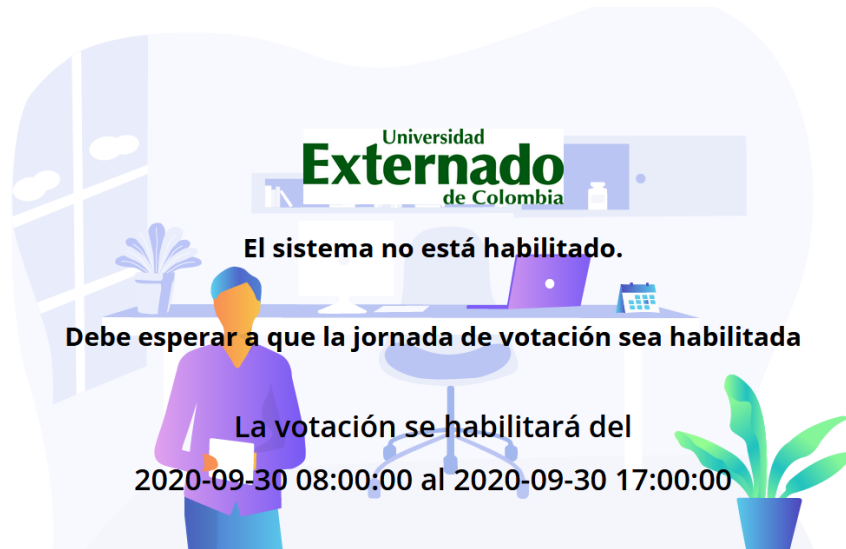 Universidad
Externado
de Colombia
El sistema no está habilitado.
Debe esperar a que la jornada de votación sea habilitada
La votación se habilitará del
2020-09-30 08:00:00 al 2020-09-30 17:00:00